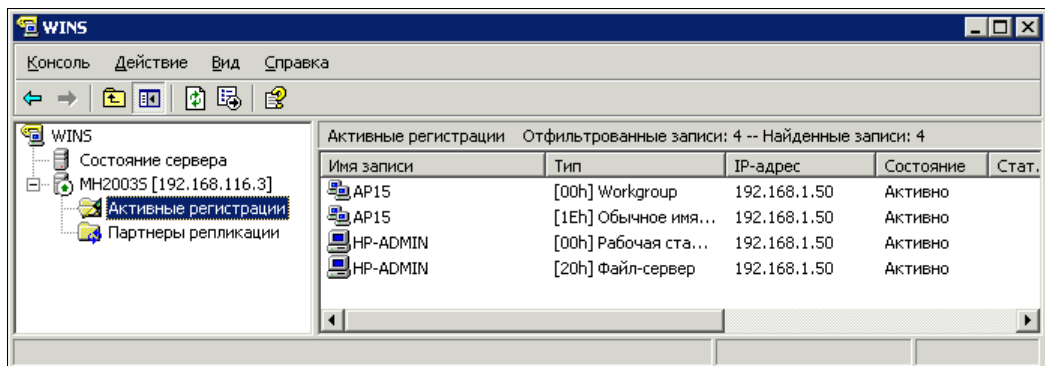 WINS
Консоль Действие Вид Справка
WINS
Состояние сервера
MH20035 [192.168.116.3]
Активные регистрации
Партнеры репликации
Активные регистрации Отфильтрованные записи: 4 -- Найденные записи: 4
Имя записи Тип IP-адрес Состояние Стат.
AP15 [00h] Workgroup 192.168.1.50 Активно
AP15 [1Eh] Обычное имя... 192.168.1.50 Активно
HP-ADMIN [00h] Рабочая ста... 192.168.1.50 Активно
HP-ADMIN [20h] Файл-сервер 192.168.1.50 Активно